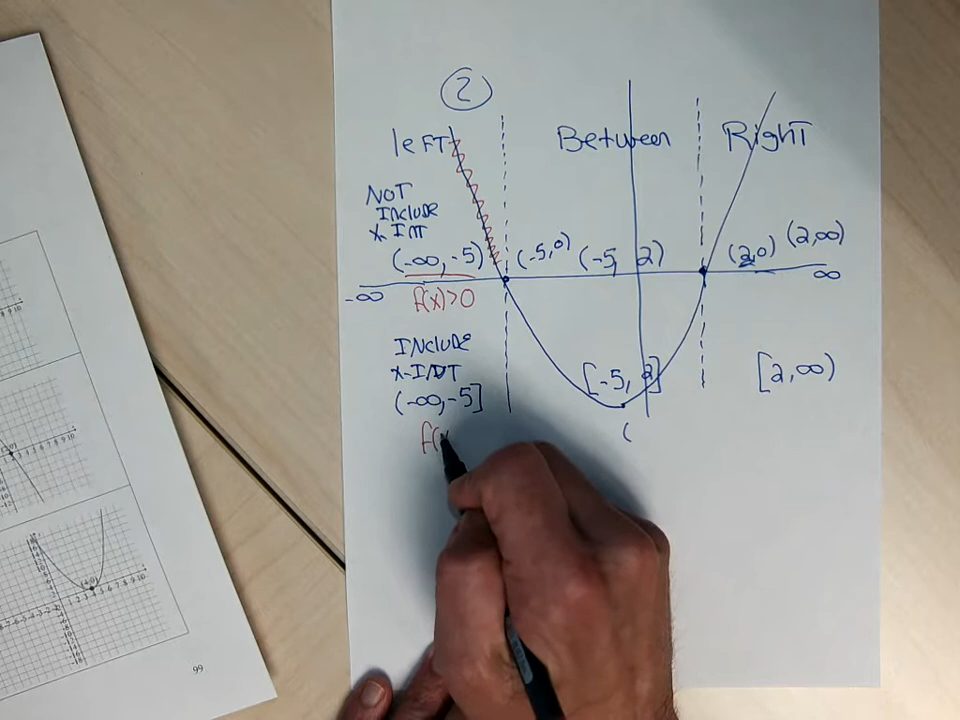 2
leFT Between Right
NOT
INclude
x INT
(-∞, -5) (-5, 0) (-5, 2) (2,0) (2,∞)
-∞ ∞
f(x)>0
INclude
x-INT
(-∞, -5] [-5, 2] [2,∞)
f(
(
99